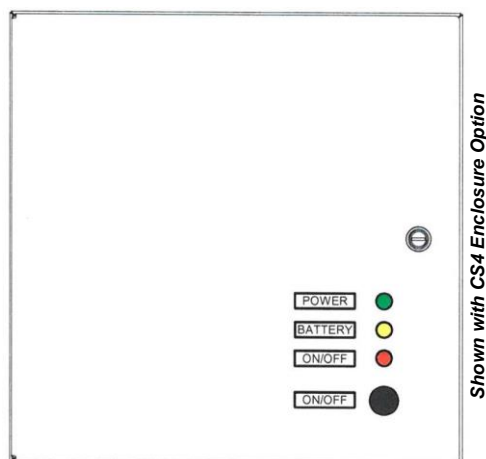 POWER
BATTERY
ON/OFF
ON/OFF
Shown with CS4 Enclosure Option